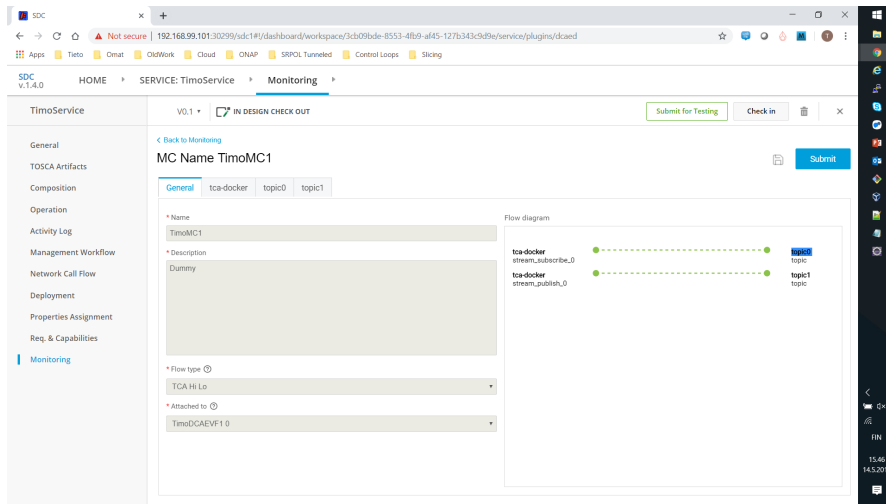 SDC
Not secure | 192.168.99.101:30299/sdc1#!/dashboard/workspace/3cb09bde-8553-4fb9-af45-127b343c9d9e/service/plugins/dcaed
Apps Tieto Omat OldWork Cloud ONAP SRPOL Tunneled Control Loops Slicing
SDC
v.1.4.0
HOME SERVICE: TimoService Monitoring
TimoService
V0.1 IN DESIGN CHECK OUT
Submit for Testing
Check in
General
TOSCA Artifacts
Composition
Operation
Activity Log
Management Workflow
Network Call Flow
Deployment
Properties Assignment
Req. & Capabilities
Monitoring
< Back to Monitoring
MC Name TimoMC1
Submit
General tca-docker topic0 topic1
* Name
TimoMC1
* Description
Dummy
* Flow type
TCA Hi Lo
* Attached to
TimoDCAEVF1 0
Flow diagram
tca-docker topic0
stream_subscribe_0 topic
tca-docker topic1
stream_publish_0 topic
FIN
15.46
14.5.201